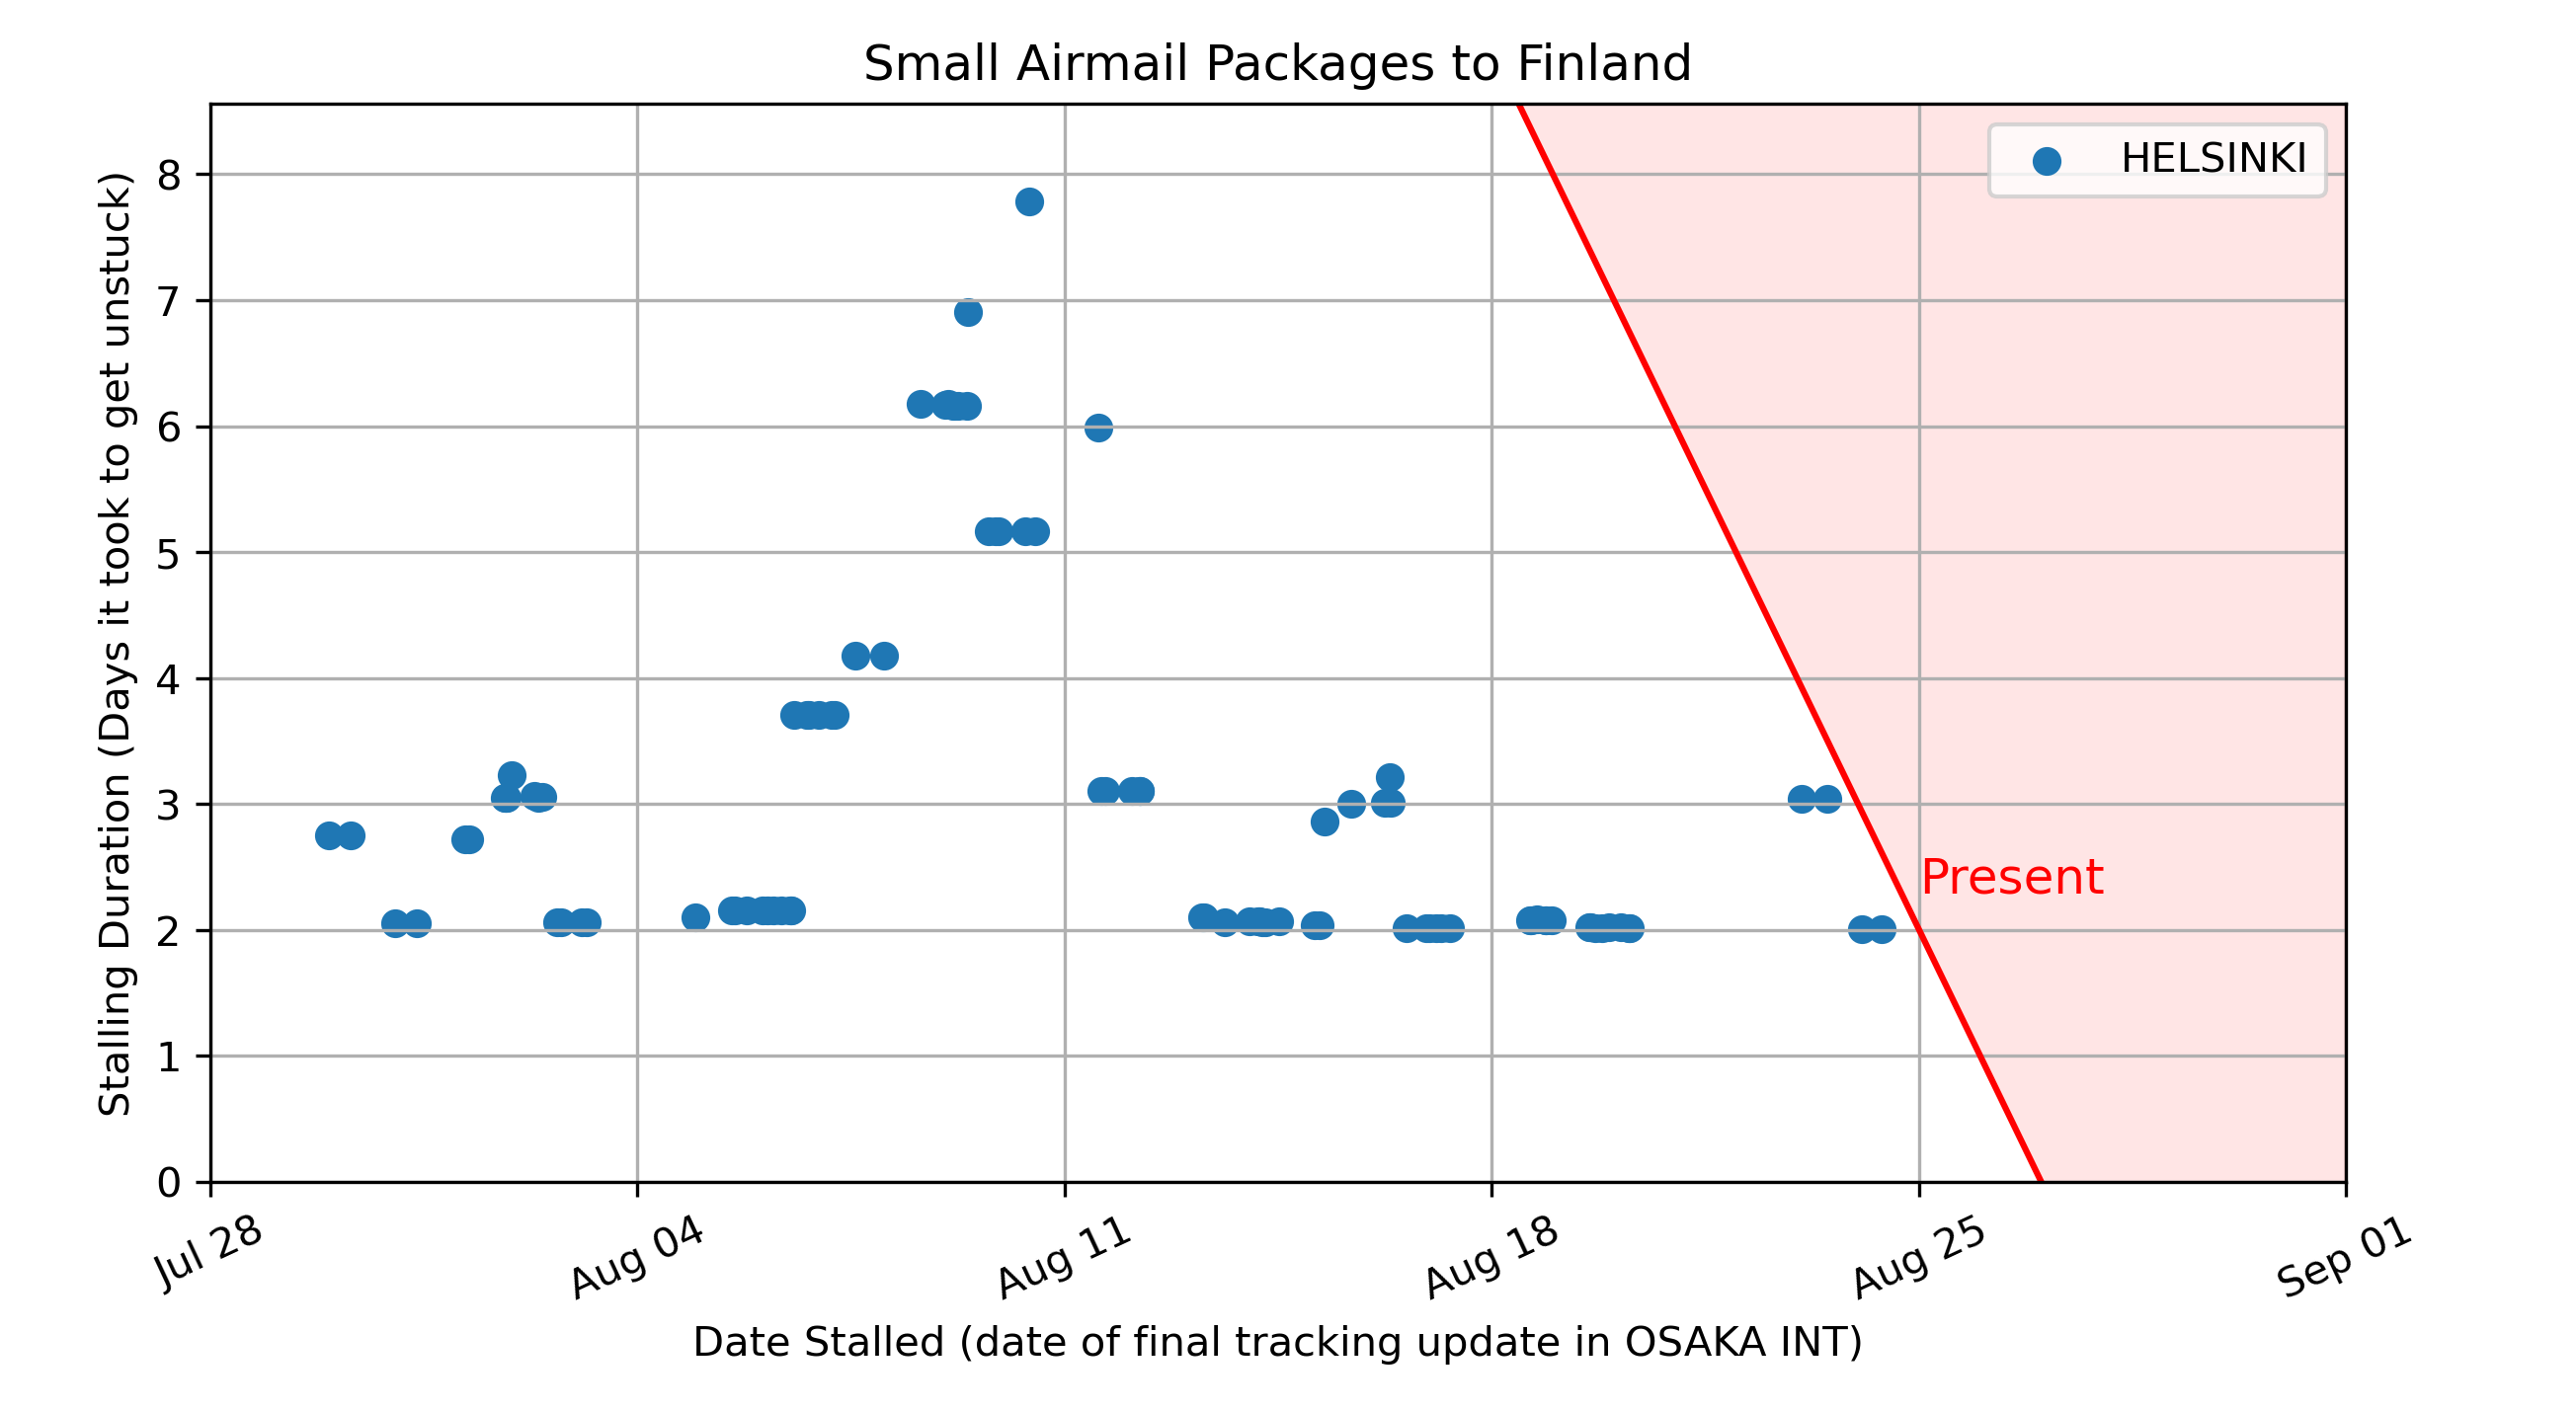 Small Airmail Packages to Finland
HELSINKI
Stalling Duration (Days it took to get unstuck)
8
7
6
5
4
3
2
1
0
Present
Jul 28
Aug 04
Aug 11
Aug 18
Aug 25
Sep 01
Date Stalled (date of final tracking update in OSAKA INT)